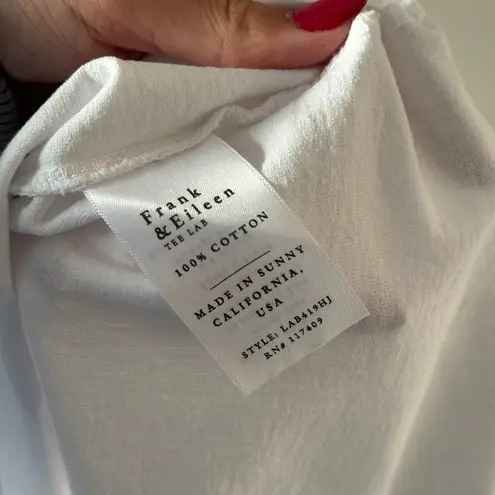 Frank
& Eileen
TEE LAB
100% COTTON
MADE IN SUNNY
CALIFORNIA,
USA
STYLE: LAB419HJ
RN# 117409